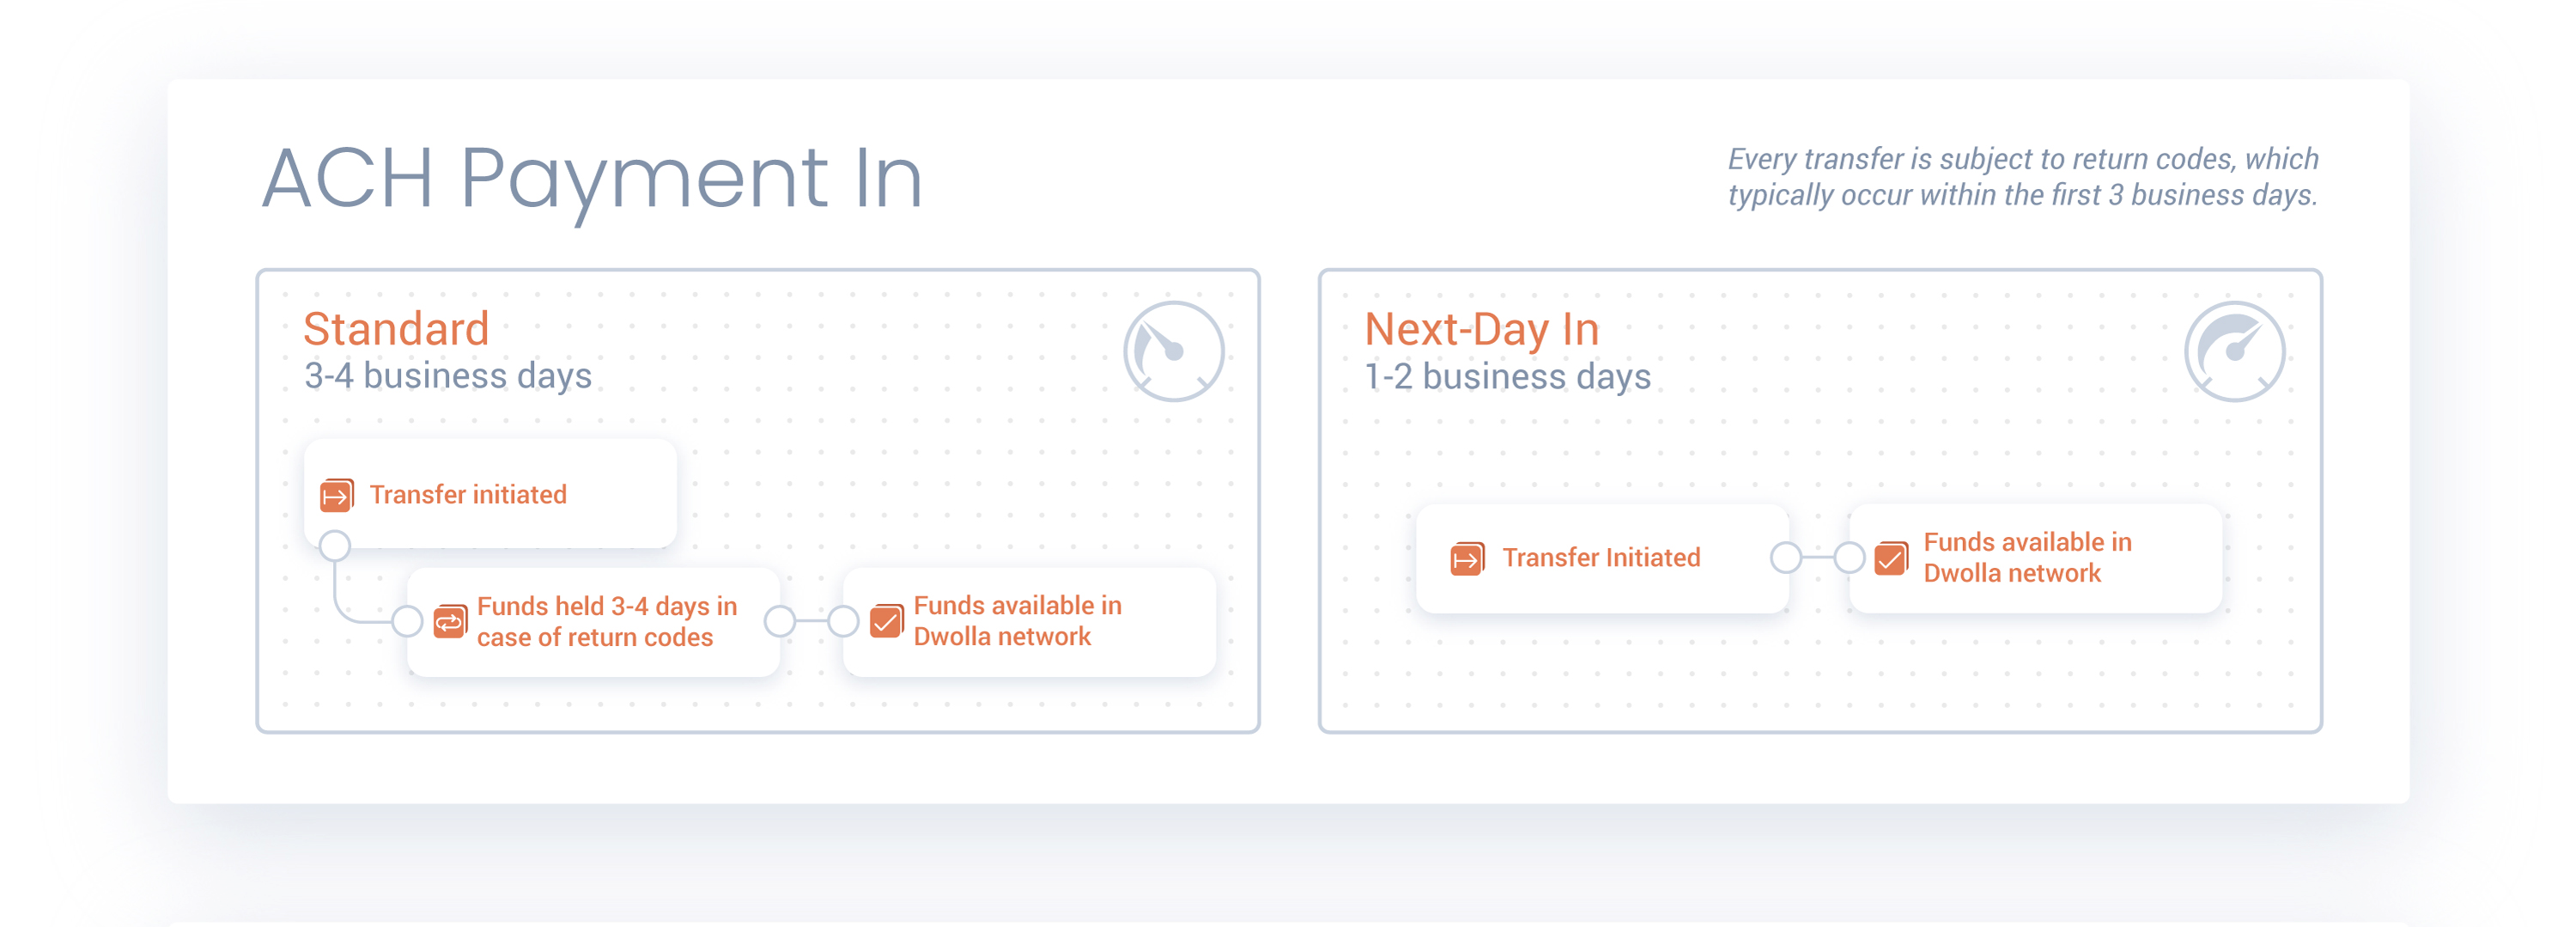 ACH Payment In
Every transfer is subject to return codes, which
typically occur within the first 3 business days.
Standard
3-4 business days
Transfer initiated
Funds held 3-4 days in
case of return codes
Funds available in
Dwolla network
Next-Day In
1-2 business days
Transfer Initiated
Funds available in
Dwolla network